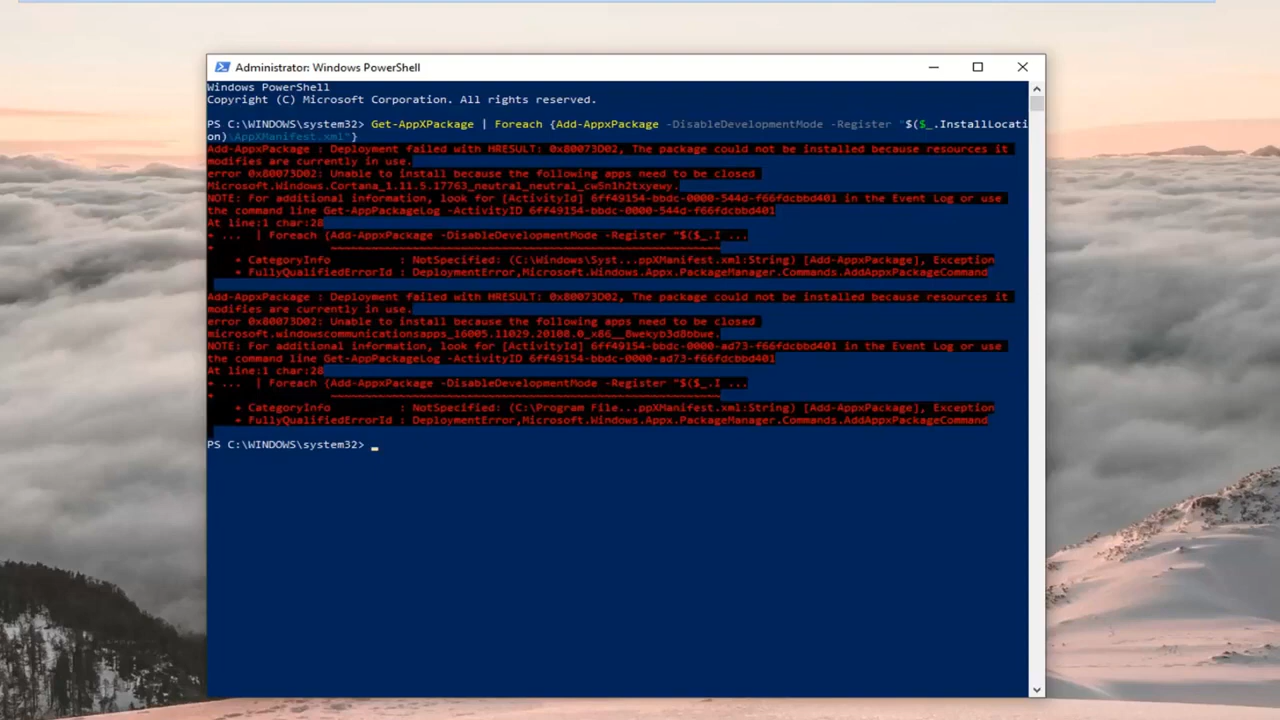 Administrator: Windows PowerShell
Windows PowerShell
Copyright (C) Microsoft Corporation. All rights reserved.
PS C:\WINDOWS\system32> Get-AppXPackage | Foreach {Add-AppxPackage -DisableDevelopmentMode -Register "$($_.InstallLocati
on)\AppXManifest.xml"}
Add-AppxPackage : Deployment failed with HRESULT: 0x80073D02, The package could not be installed because resources it
modifies are currently in use.
error 0x80073D02: Unable to install because the following apps need to be closed
Microsoft.Windows.Cortana_1.11.5.17763_neutral_neutral_cw5n1h2txyewy.
NOTE: For additional information, look for [ActivityId] 6ff49154-bbdc-0000-544d-f66fdcbbd401 in the Event Log or use
the command line Get-AppPackageLog -ActivityID 6ff49154-bbdc-0000-544d-f66fdcbbd401
At line:1 char:28
+ ... | Foreach {Add-AppxPackage -DisableDevelopmentMode -Register "$($_.I ...
+ ~~~~~~~~~~~~~~~~~~~~~~~~~~~~~~~~~~~~~~~~~~~~~~~~~~~~~~~~~
+ CategoryInfo : NotSpecified: (C:\Windows\Syst...ppXManifest.xml:String) [Add-AppxPackage], Exception
+ FullyQualifiedErrorId : DeploymentError,Microsoft.Windows.Appx.PackageManager.Commands.AddAppxPackageCommand
Add-AppxPackage : Deployment failed with HRESULT: 0x80073D02, The package could not be installed because resources it
modifies are currently in use.
error 0x80073D02: Unable to install because the following apps need to be closed
microsoft.windowscommunicationsapps_16005.11029.20108.0_x86__8wekyb3d8bbwe.
NOTE: For additional information, look for [ActivityId] 6ff49154-bbdc-0000-ad73-f66fdcbbd401 in the Event Log or use
the command line Get-AppPackageLog -ActivityID 6ff49154-bbdc-0000-ad73-f66fdcbbd401
At line:1 char:28
+ ... | Foreach {Add-AppxPackage -DisableDevelopmentMode -Register "$($_.I ...
+ ~~~~~~~~~~~~~~~~~~~~~~~~~~~~~~~~~~~~~~~~~~~~~~~~~~~~~~~~~
+ CategoryInfo : NotSpecified: (C:\Program File...ppXManifest.xml:String) [Add-AppxPackage], Exception
+ FullyQualifiedErrorId : DeploymentError,Microsoft.Windows.Appx.PackageManager.Commands.AddAppxPackageCommand
PS C:\WINDOWS\system32> _